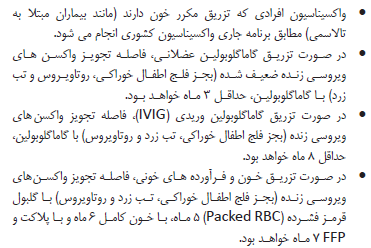 • واکسیناسیون افرادی که تزریق مکرر خون دارند (مانند بیماران مبتلا به
تالاسمی) مطابق برنامه جاری واکسیناسیون کشوری انجام می شود.
• در صورت تزریق گاماگلوبولین عضلانی، فاصله تجویز واکسن های
ویروسی زنده ضعیف شده (بجز فلج اطفال خوراکی، روتاویروس و تب
زرد) با گاماگلوبولین، حداقل ۳ ماه خواهد بود.
• در صورت تزریق گاماگلوبولین وریدی (IVIG)، فاصله تجویز واکسن های
ویروسی زنده (بجز فلج اطفال خوراکی، تب زرد و روتاویروس) با گاماگلوبولین،
حداقل ۸ ماه خواهد بود.
• در صورت تزریق خون و فرآورده های خونی، فاصله تجویز واکسن های
ویروسی زنده (بجز فلج اطفال خوراکی، تب زرد و روتاویروس) با گلبول
قرمز فشرده (Packed RBC) ۵ ماه، با خون کامل ۶ ماه و با پلاکت و
FFP ۷ ماه خواهد بود.